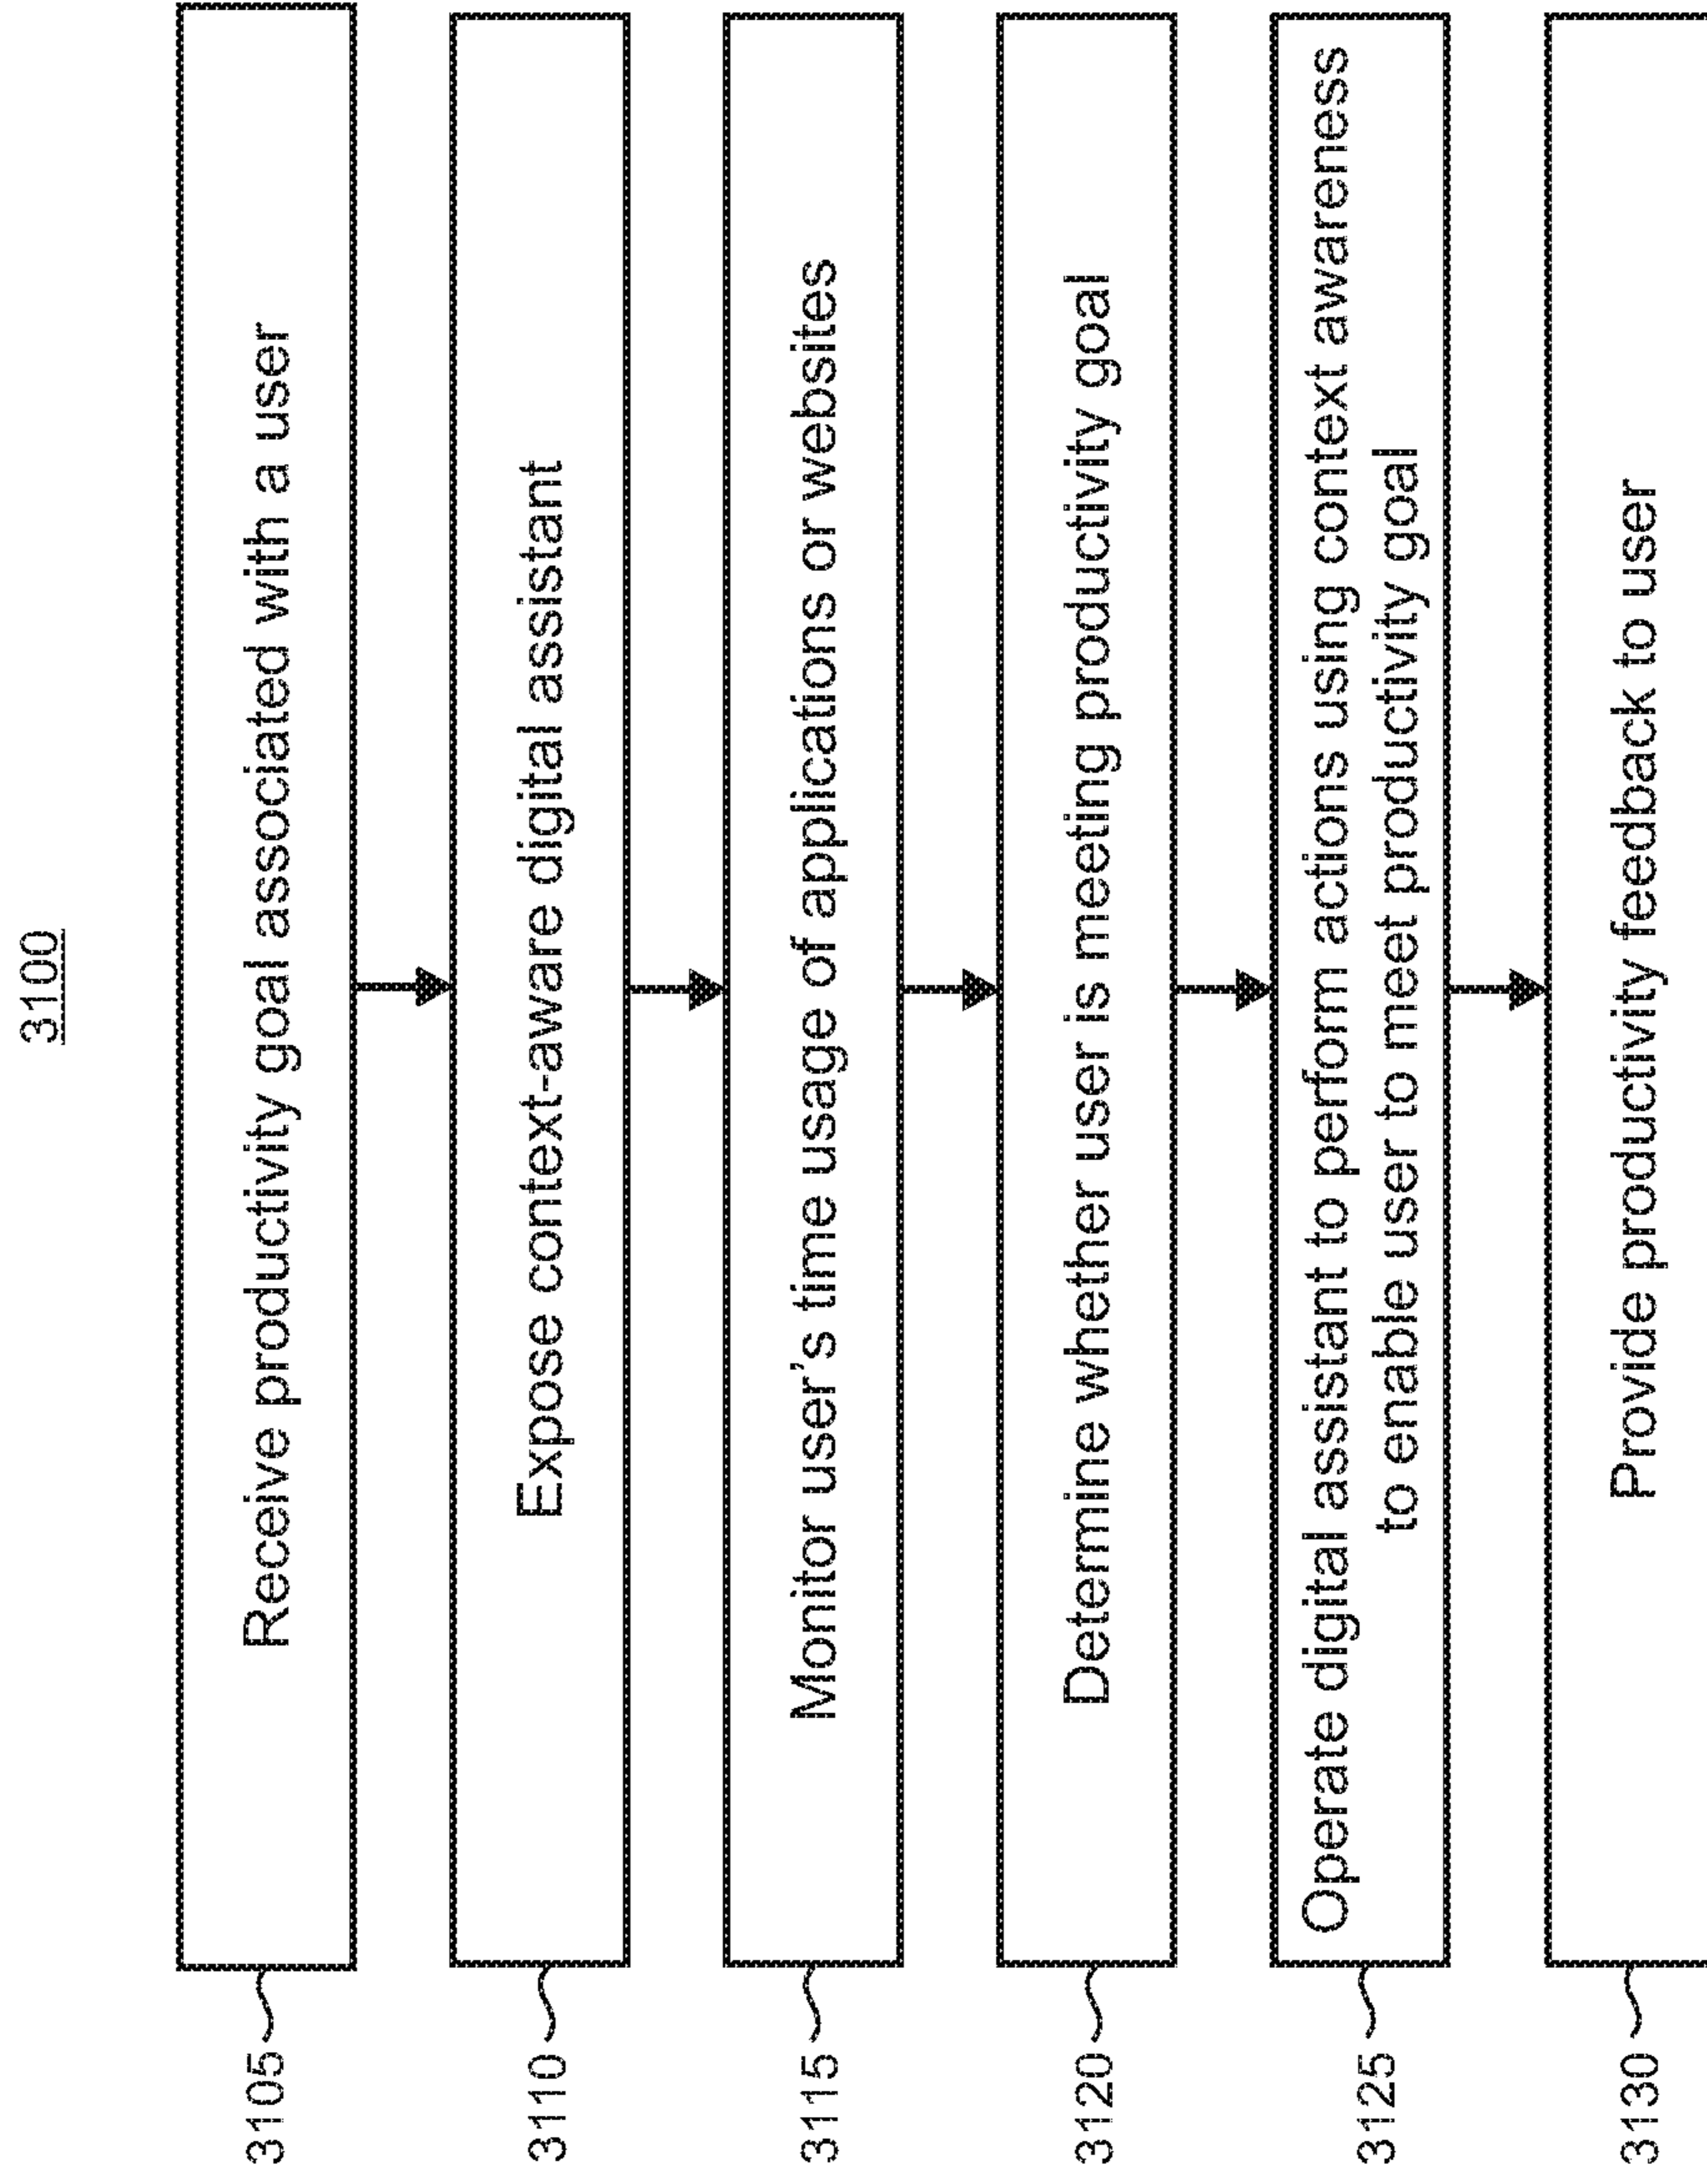 3100
3105
Receive productivity goal associated with a user
3110
Expose context-aware digital assistant
3115
Monitor user's time usage of applications or websites
3120
Determine whether user is meeting productivity goal
3125
Operate digital assistant to perform actions using context awareness
to enable user to meet productivity goal
3130
Provide productivity feedback to user